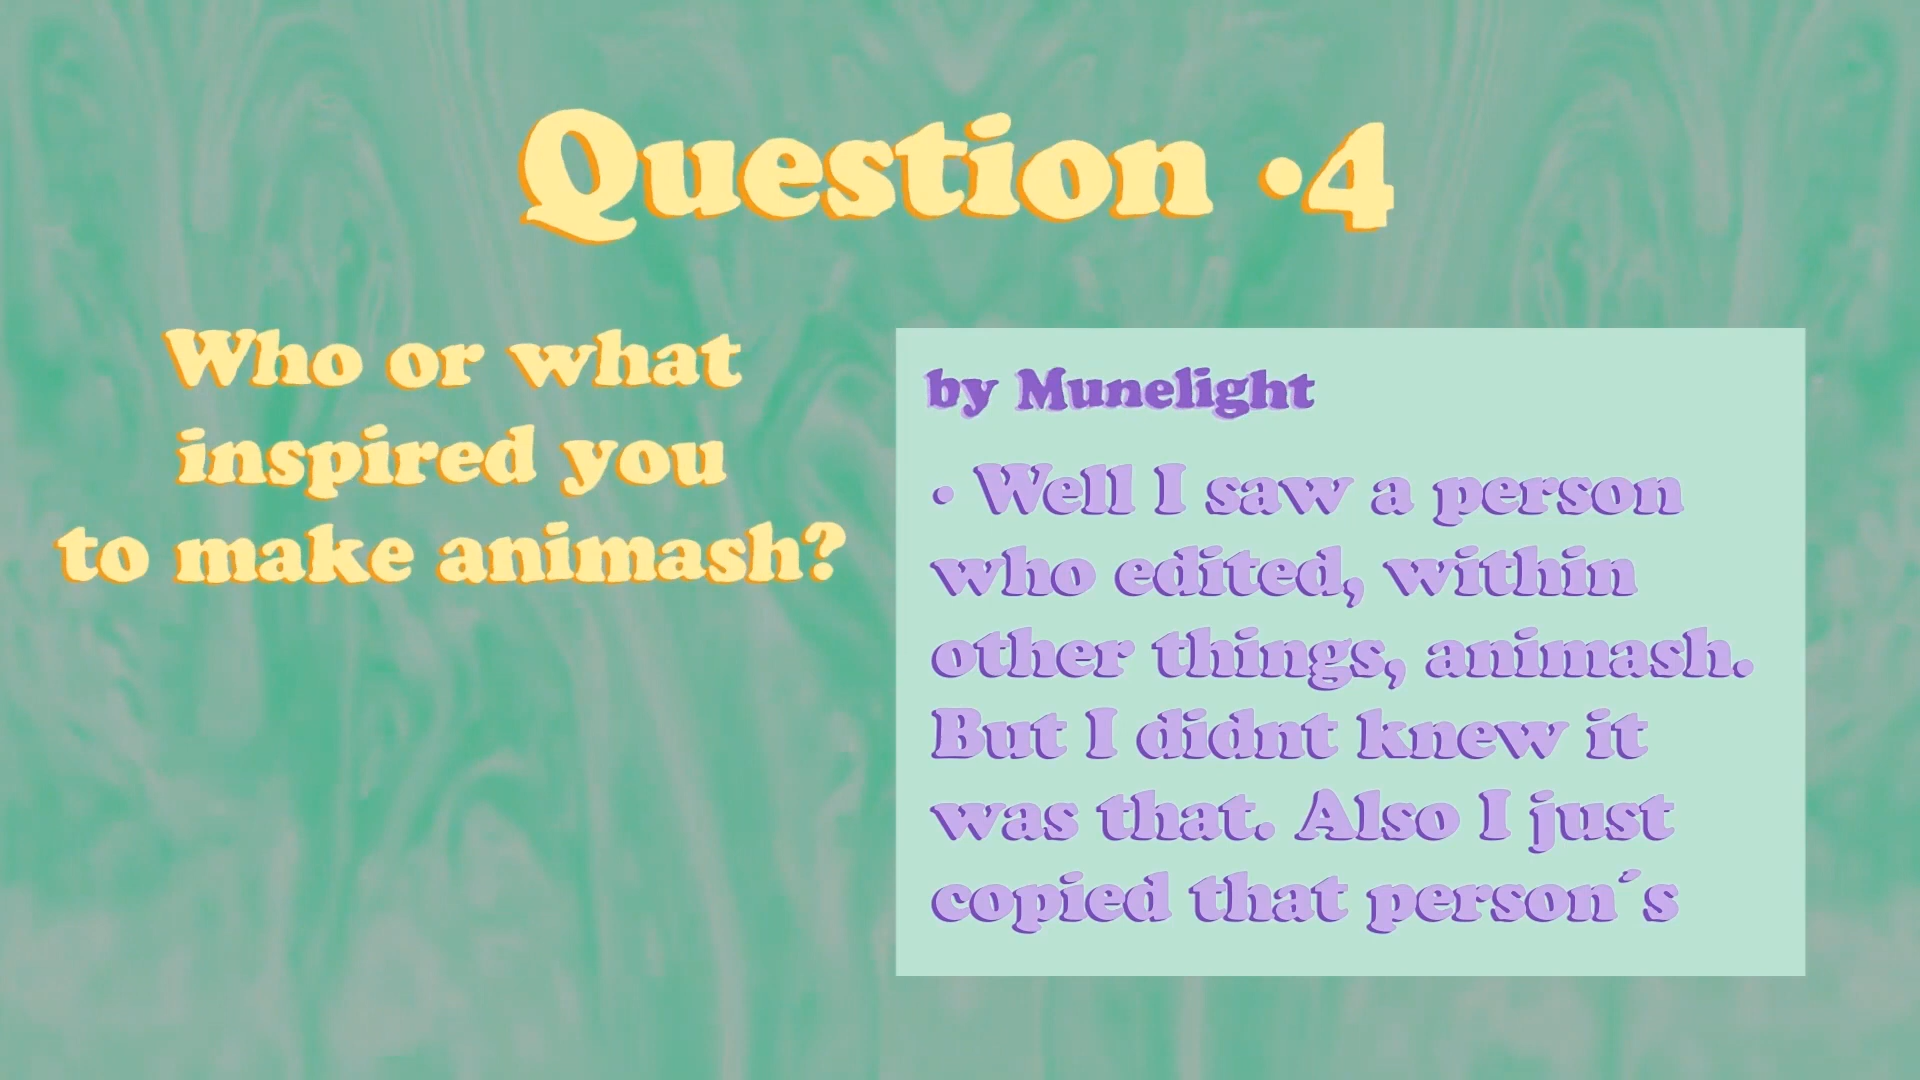 Question •4
Who or what
inspired you
to make animash?
by Munelight
• Well I saw a person
who edited, within
other things, animash.
But I didnt knew it
was that. Also I just
copied that person´s